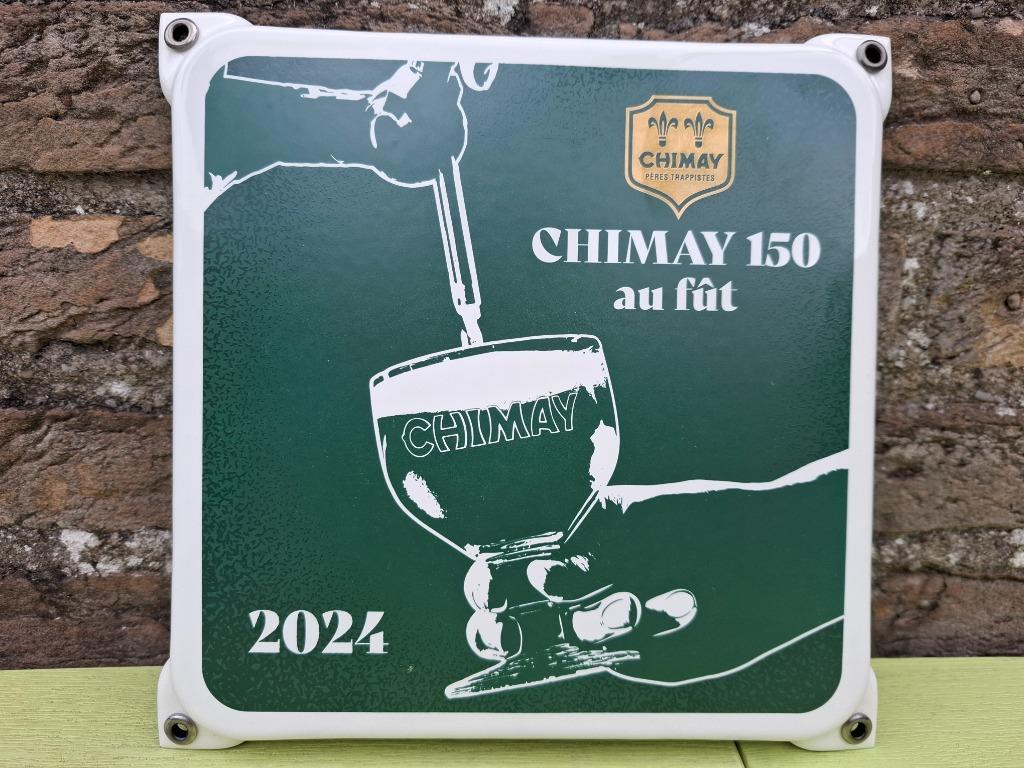 CHIMAY
PÈRES TRAPPISTES
CHIMAY 150
au fût
CHIMAY
2024